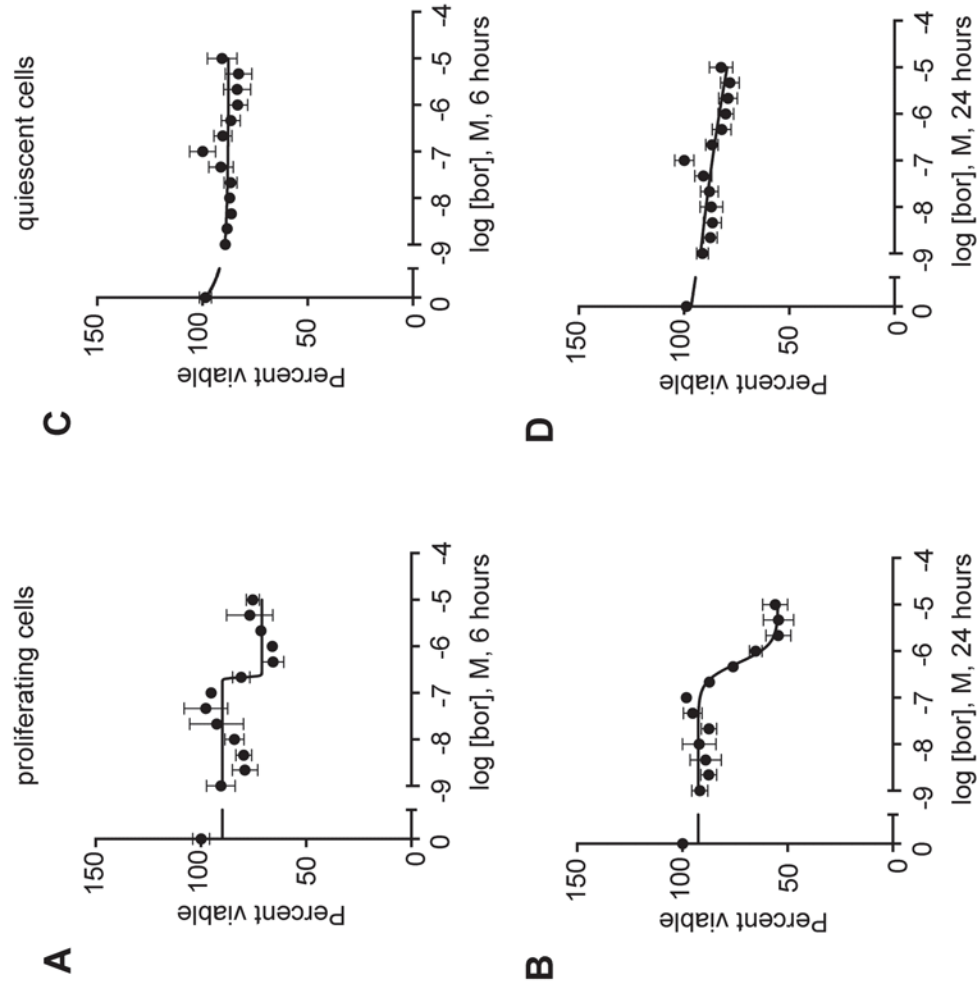 proliferating cells
quiescent cells
A
Percent viable
150
100
50
0
0 -9 -8 -7 -6 -5 -4
log [bor], M, 6 hours
C
Percent viable
150
100
50
0
0 -9 -8 -7 -6 -5 -4
log [bor], M, 6 hours
B
Percent viable
150
100
50
0
0 -9 -8 -7 -6 -5 -4
log [bor], M, 24 hours
D
Percent viable
150
100
50
0
0 -9 -8 -7 -6 -5 -4
log [bor], M, 24 hours